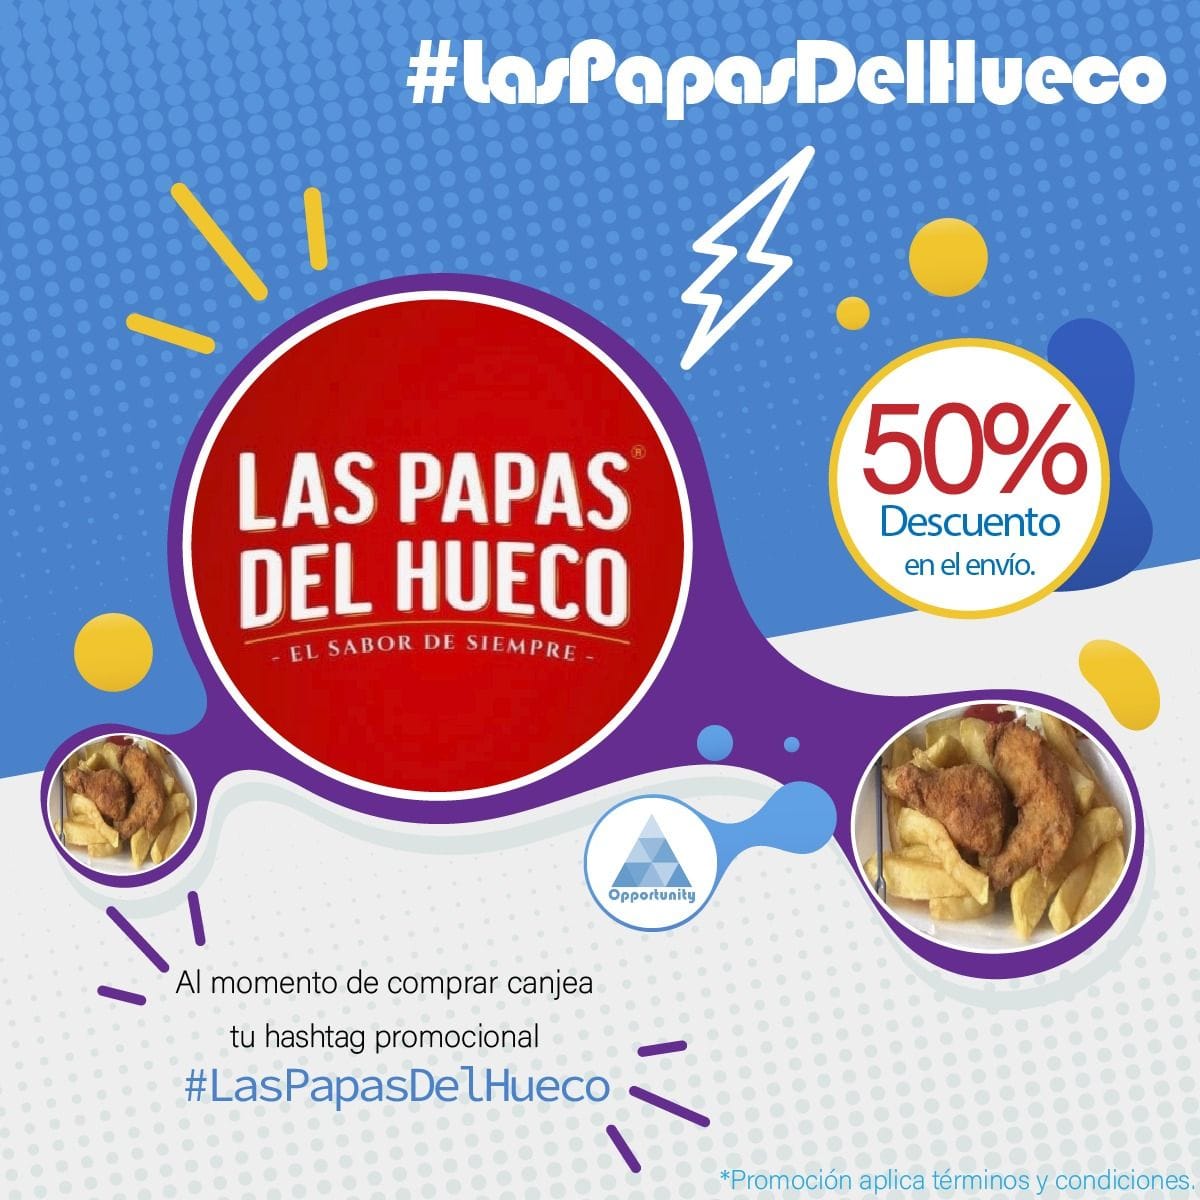 #LasPapasDelHueco
LAS PAPAS®
DEL HUECO
- EL SABOR DE SIEMPRE -
50%
Descuento
en el envío.
Opportunity
Al momento de comprar canjea
tu hashtag promocional
#LasPapasDelHueco
*Promoción aplica términos y condiciones.